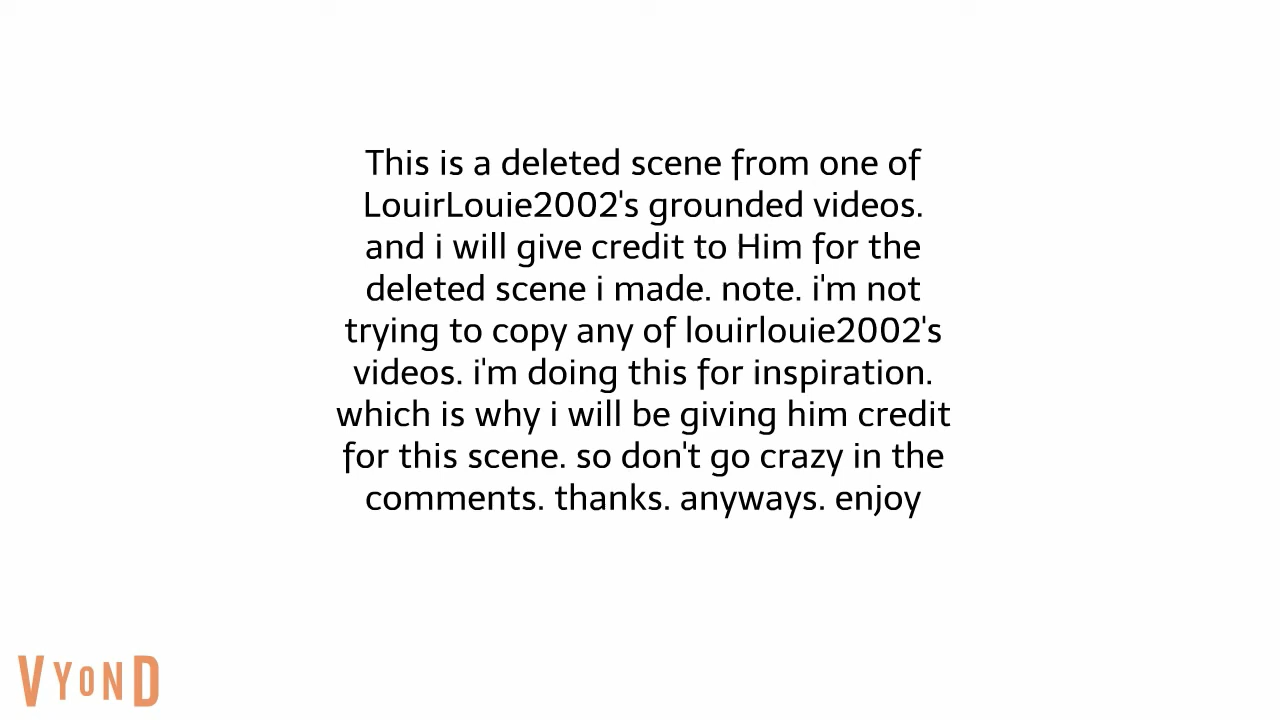 This is a deleted scene from one of
LouirLouie2002's grounded videos.
and i will give credit to Him for the
deleted scene i made. note. i'm not
trying to copy any of louirlouie2002's
videos. i'm doing this for inspiration.
which is why i will be giving him credit
for this scene. so don't go crazy in the
comments. thanks. anyways. enjoy
VYOND